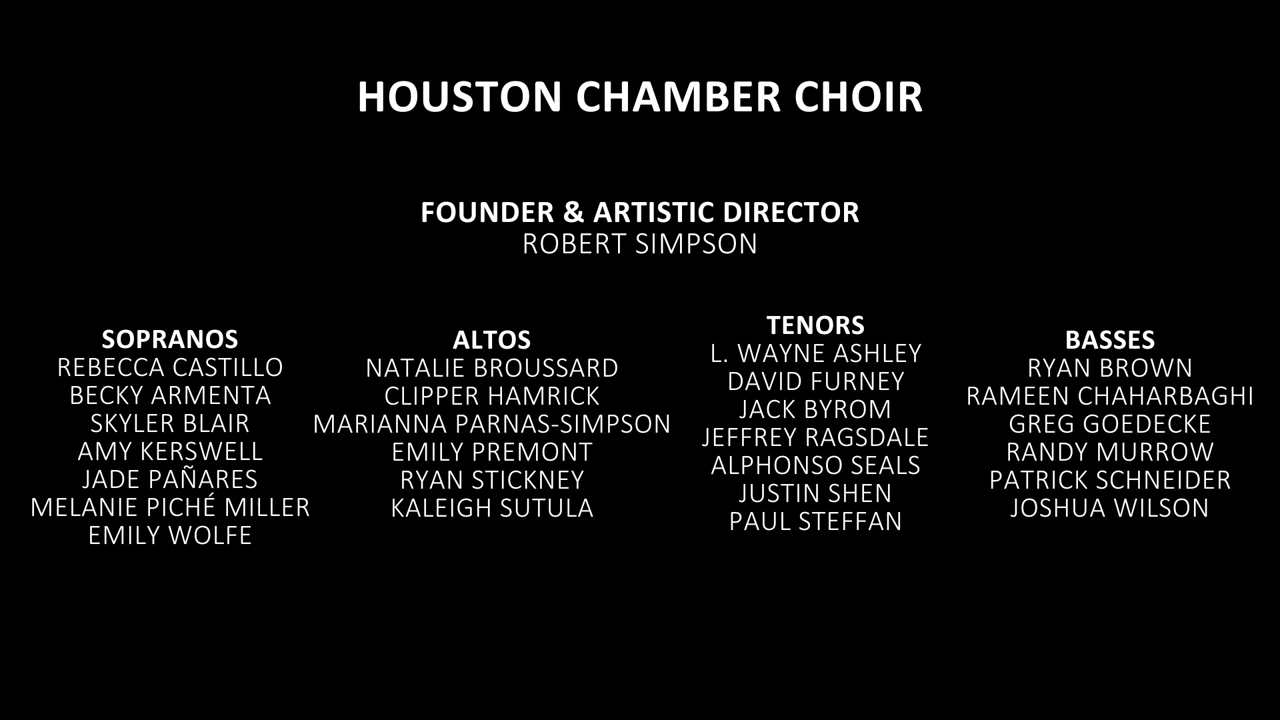 HOUSTON CHAMBER CHOIR
FOUNDER & ARTISTIC DIRECTOR
ROBERT SIMPSON
SOPRANOS
REBECCA CASTILLO
BECKY ARMENTA
SKYLER BLAIR
AMY KERSWELL
JADE PAÑARES
MELANIE PICHÉ MILLER
EMILY WOLFE
ALTOS
NATALIE BROUSSARD
CLIPPER HAMRICK
MARIANNA PARNAS-SIMPSON
EMILY PREMONT
RYAN STICKNEY
KALEIGH SUTULA
TENORS
L. WAYNE ASHLEY
DAVID FURNEY
JACK BYROM
JEFFREY RAGSDALE
ALPHONSO SEALS
JUSTIN SHEN
PAUL STEFFAN
BASSES
RYAN BROWN
RAMEEN CHAHARBAGHI
GREG GOEDECKE
RANDY MURROW
PATRICK SCHNEIDER
JOSHUA WILSON